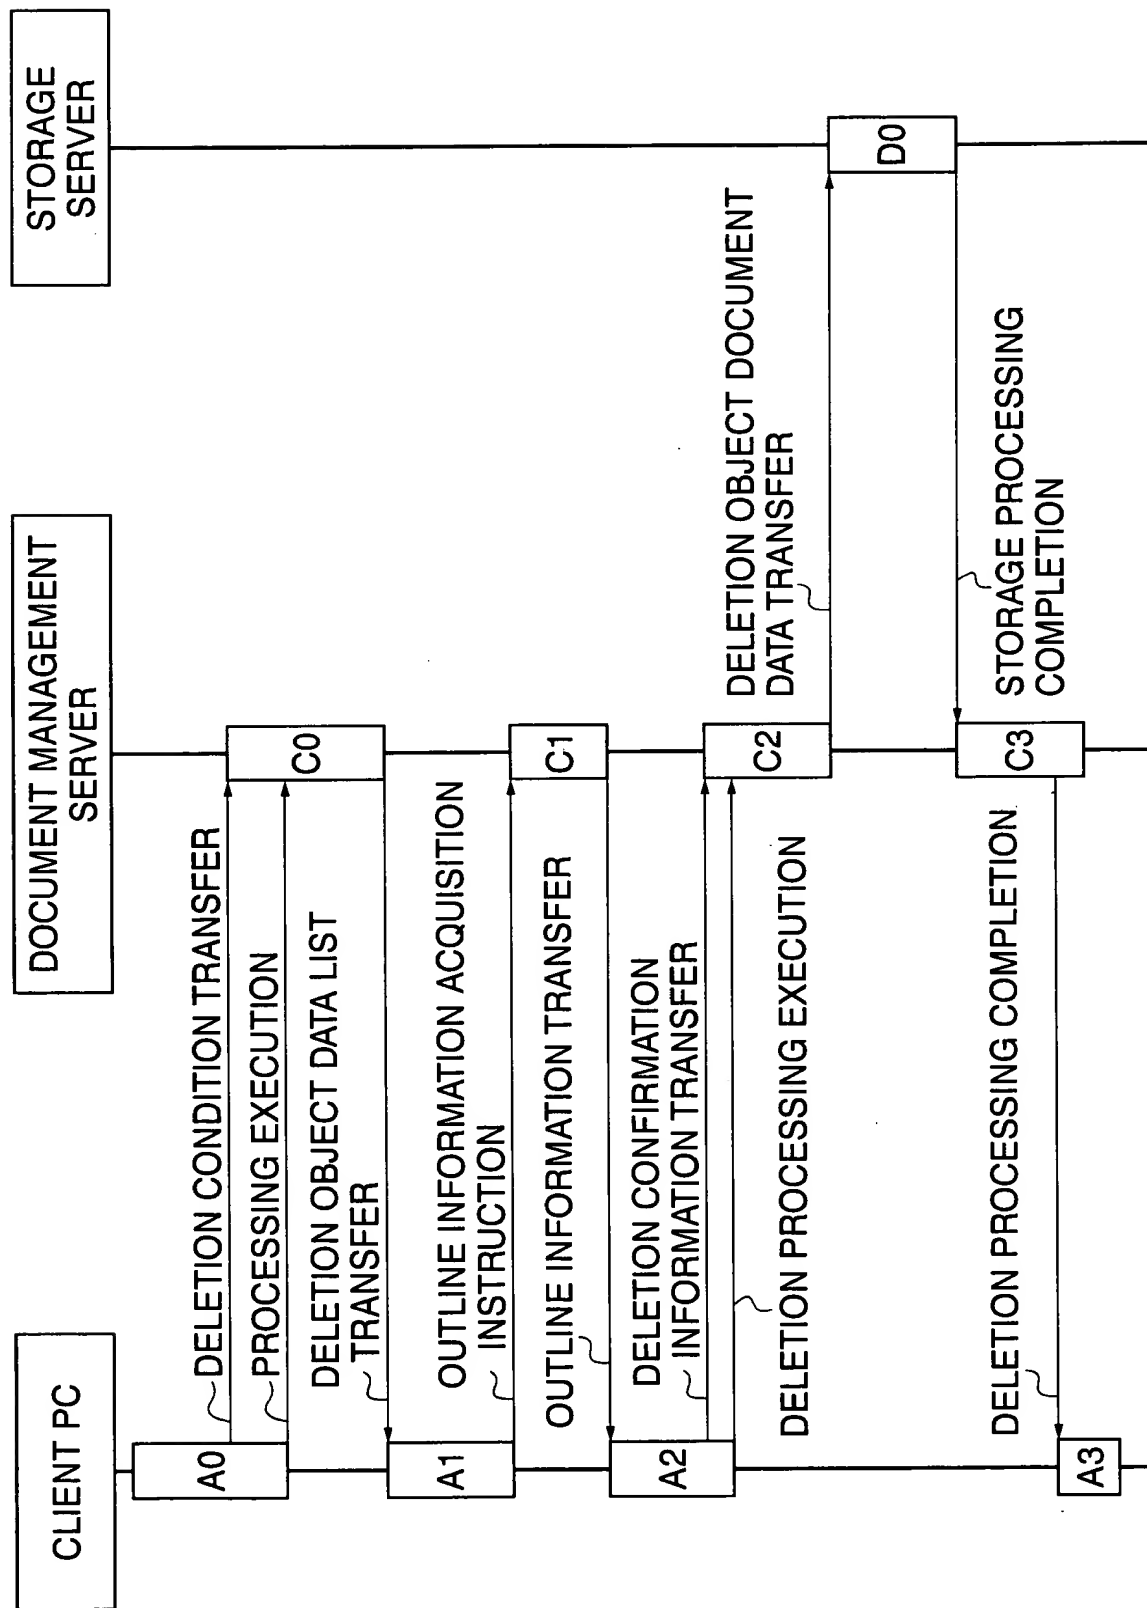 CLIENT PC
DOCUMENT MANAGEMENT
SERVER
STORAGE
SERVER
A0
DELETION CONDITION TRANSFER
C0
PROCESSING EXECUTION
DELETION OBJECT DATA LIST
TRANSFER
A1
OUTLINE INFORMATION ACQUISITION
INSTRUCTION
C1
OUTLINE INFORMATION TRANSFER
A2
DELETION CONFIRMATION
INFORMATION TRANSFER
C2
DELETION PROCESSING EXECUTION
DELETION OBJECT DOCUMENT
DATA TRANSFER
D0
STORAGE PROCESSING
COMPLETION
C3
DELETION PROCESSING COMPLETION
A3